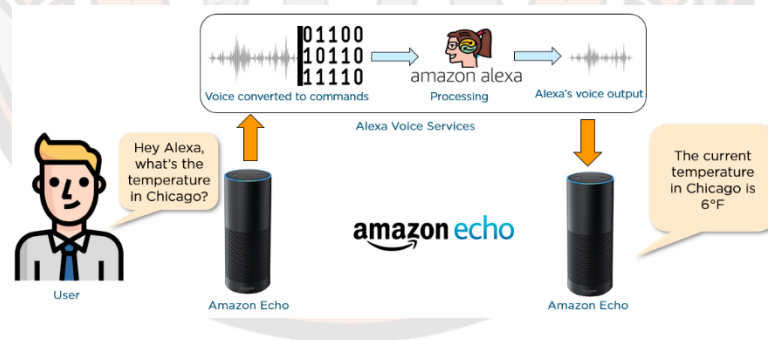 01100
10110
11110
amazon alexa
Voice converted to commands
Processing
Alexa's voice output
Alexa Voice Services
Hey Alexa,
what's the
temperature
in Chicago?
The current
temperature
in Chicago is
6°F
amazon echo
User
Amazon Echo
Amazon Echo